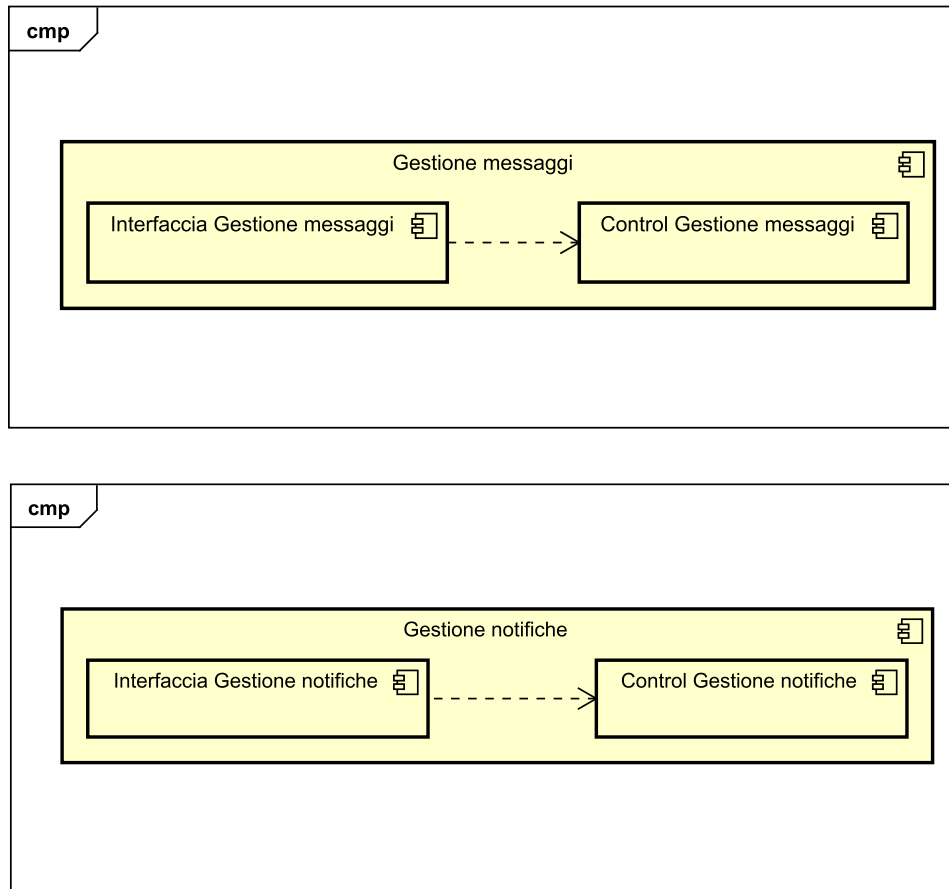 cmp
Gestione messaggi
Interfaccia Gestione messaggi
Control Gestione messaggi
cmp
Gestione notifiche
Interfaccia Gestione notifiche
Control Gestione notifiche